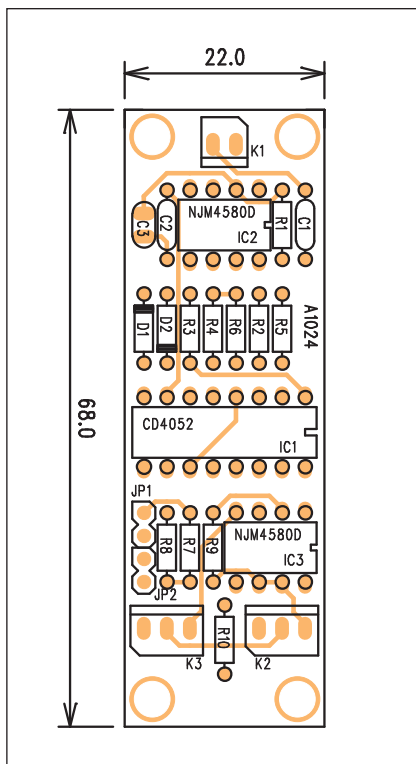 22.0
K1
C3
C2
NJM4580D
IC2
R1
C1
D1
D2
R3
R4
R6
R2
R5
A1024
68.0
CD4052
IC1
JP1
R8
R7
R9
NJM4580D
IC3
JP2
K3
R10
K2